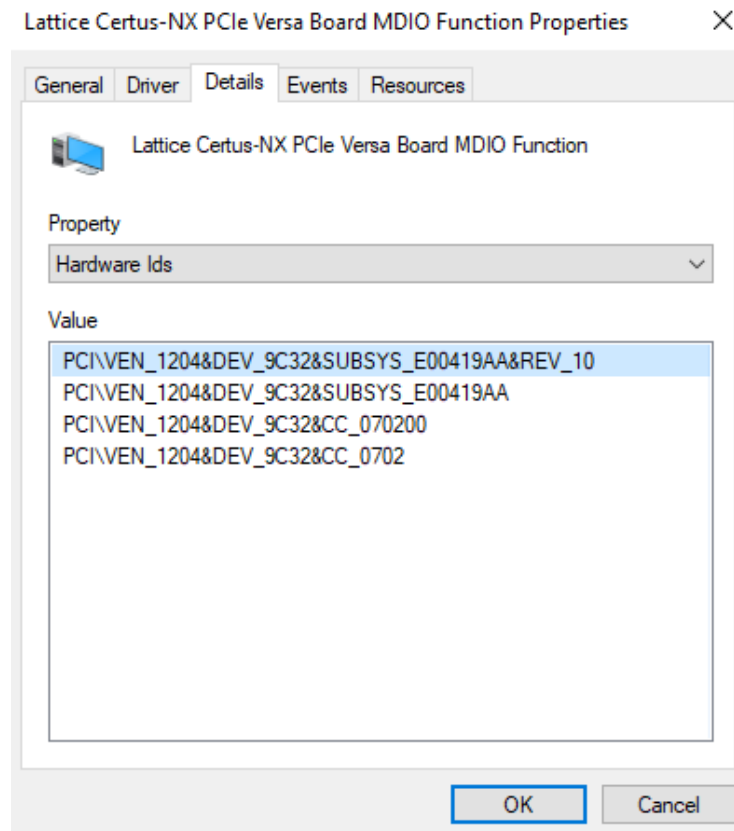 Lattice Certus-NX PCIe Versa Board MDIO Function Properties
General Driver Details Events Resources
Lattice Certus-NX PCIe Versa Board MDIO Function
Property
Hardware Ids
Value
PCI\VEN_1204&DEV_9C32&SUBSYS_E00419AA&REV_10
PCI\VEN_1204&DEV_9C32&SUBSYS_E00419AA
PCI\VEN_1204&DEV_9C32&CC_070200
PCI\VEN_1204&DEV_9C32&CC_0702
OK Cancel